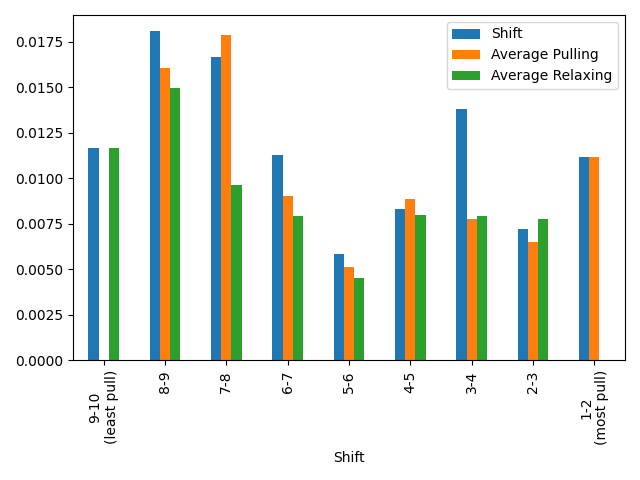 Shift
Average Pulling
Average Relaxing
0.0175
0.0150
0.0125
0.0100
0.0075
0.0050
0.0025
0.0000
9-10
(least pull)
8-9
7-8
6-7
5-6
4-5
3-4
2-3
1-2
(most pull)
Shift